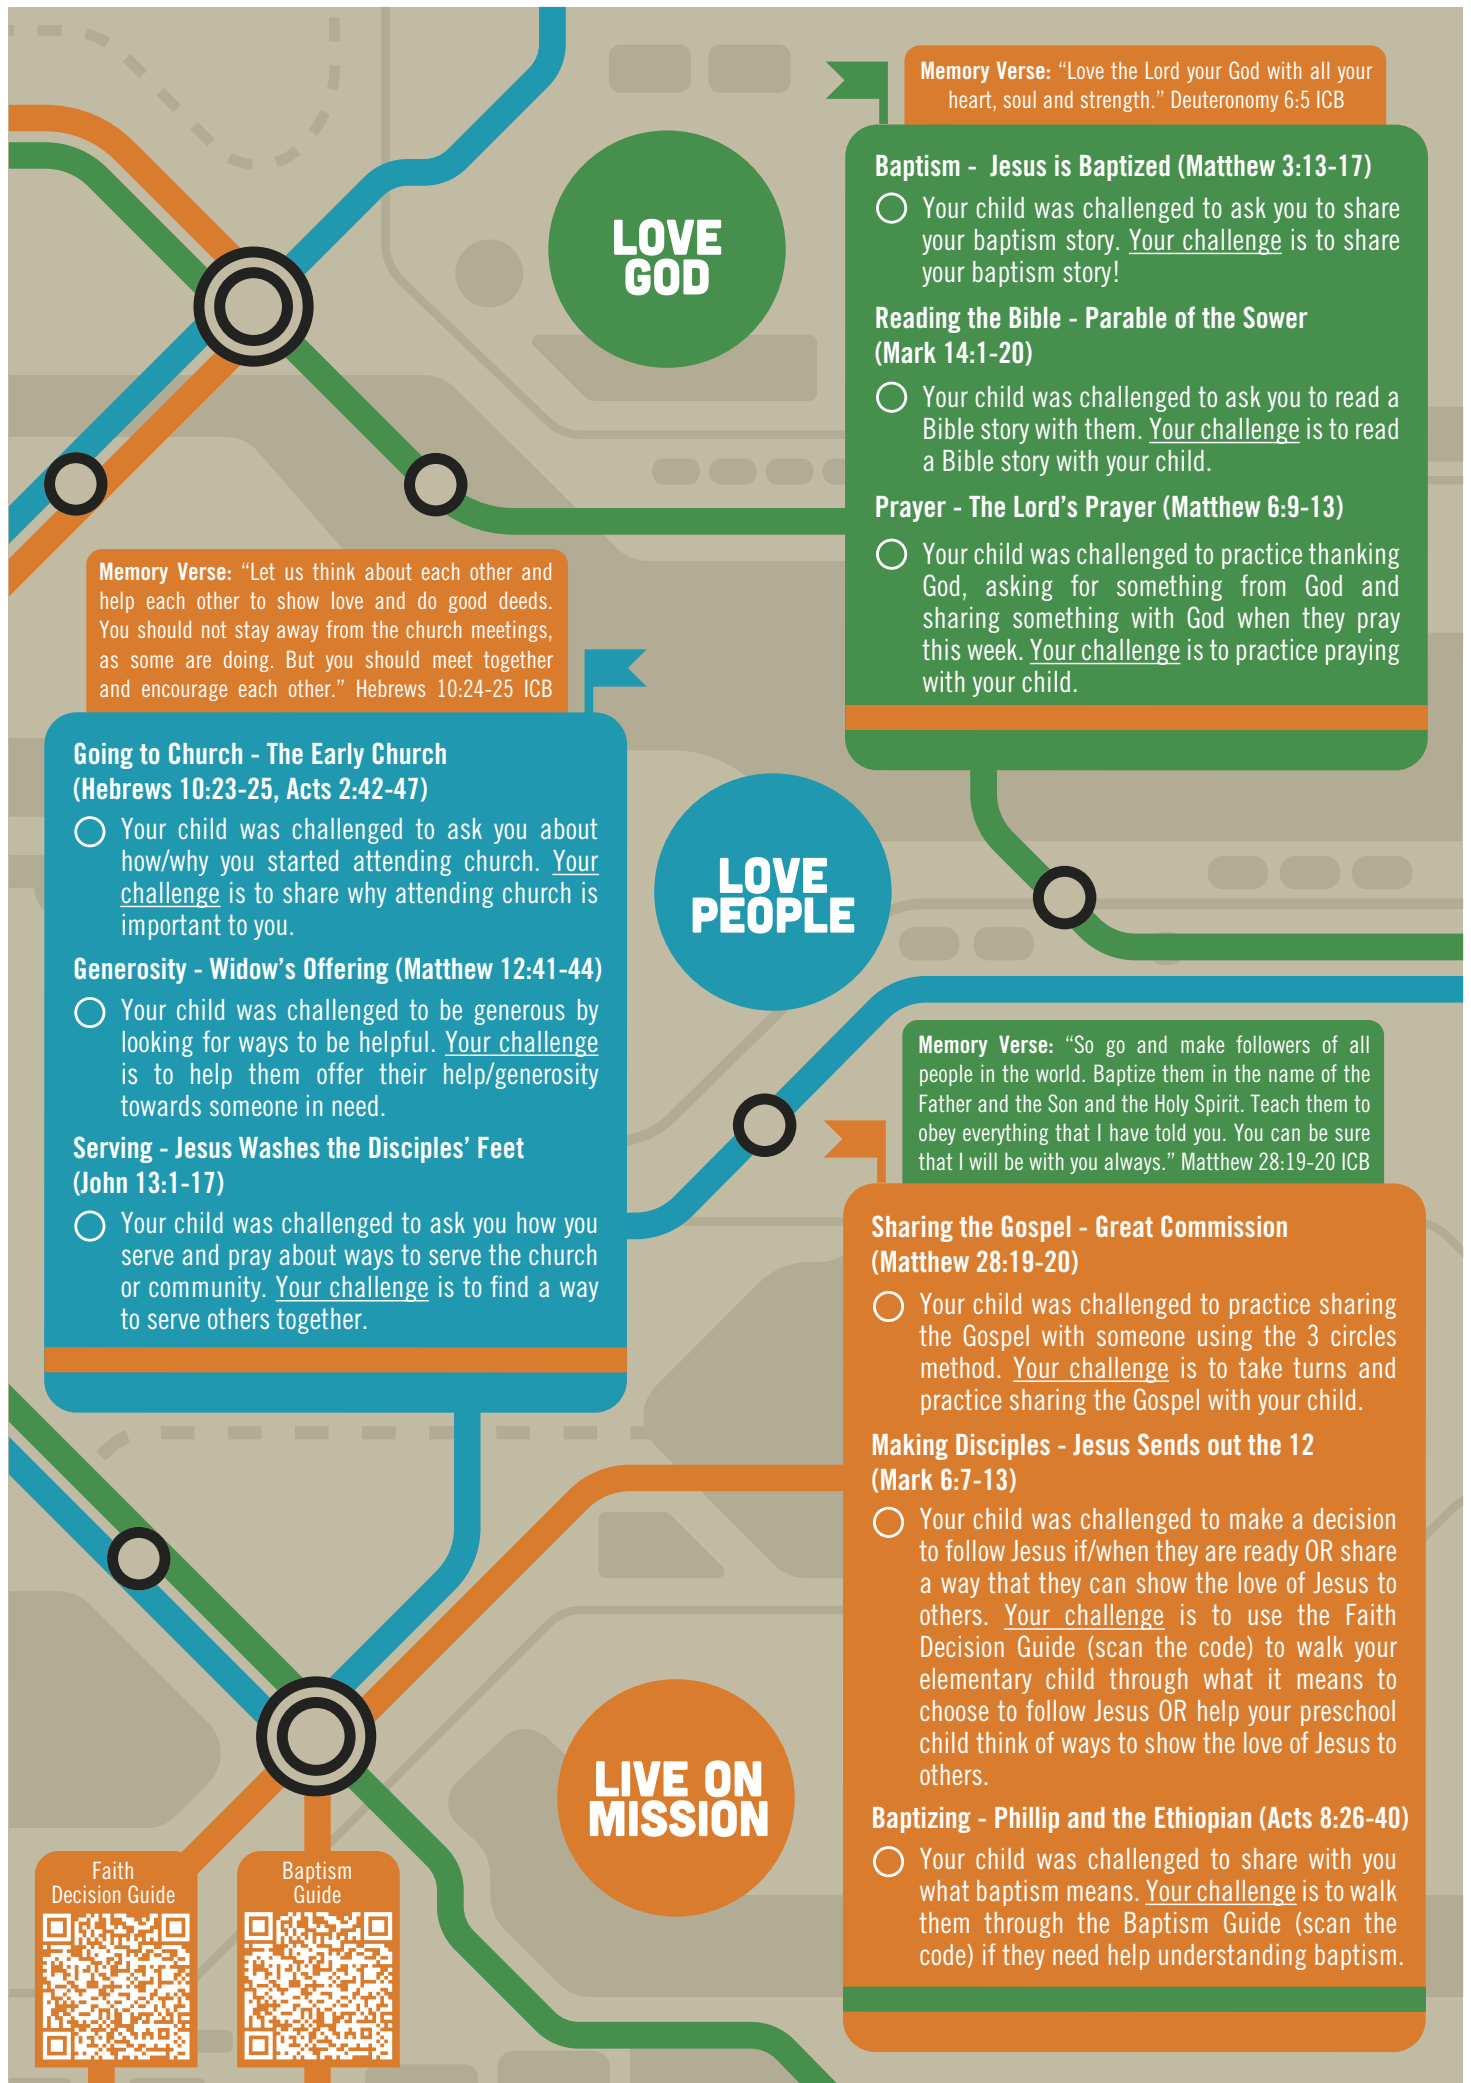 LOVE
GOD
Memory Verse: “Love the Lord your God with all your
heart, soul and strength.” Deuteronomy 6:5 ICB
Baptism - Jesus is Baptized (Matthew 3:13-17)
Your child was challenged to ask you to share
your baptism story. Your challenge is to share
your baptism story!
Reading the Bible - Parable of the Sower
(Mark 14:1-20)
Your child was challenged to ask you to read a
Bible story with them. Your challenge is to read
a Bible story with your child.
Prayer - The Lord’s Prayer (Matthew 6:9-13)
Your child was challenged to practice thanking
God, asking for something from God and
sharing something with God when they pray
this week. Your challenge is to practice praying
with your child.
LOVE
PEOPLE
Memory Verse: “Let us think about each other and
help each other to show love and do good deeds.
You should not stay away from the church meetings,
as some are doing. But you should meet together
and encourage each other.” Hebrews 10:24-25 ICB
Going to Church - The Early Church
(Hebrews 10:23-25, Acts 2:42-47)
Your child was challenged to ask you about
how/why you started attending church. Your
challenge is to share why attending church is
important to you.
Generosity - Widow’s Offering (Matthew 12:41-44)
Your child was challenged to be generous by
looking for ways to be helpful. Your challenge
is to help them offer their help/generosity
towards someone in need.
Serving - Jesus Washes the Disciples’ Feet
(John 13:1-17)
Your child was challenged to ask you how you
serve and pray about ways to serve the church
or community. Your challenge is to find a way
to serve others together.
LIVE ON
MISSION
Memory Verse: “So go and make followers of all
people in the world. Baptize them in the name of the
Father and the Son and the Holy Spirit. Teach them to
obey everything that I have told you. You can be sure
that I will be with you always.” Matthew 28:19-20 ICB
Sharing the Gospel - Great Commission
(Matthew 28:19-20)
Your child was challenged to practice sharing
the Gospel with someone using the 3 circles
method. Your challenge is to take turns and
practice sharing the Gospel with your child.
Making Disciples - Jesus Sends out the 12
(Mark 6:7-13)
Your child was challenged to make a decision
to follow Jesus if/when they are ready OR share
a way that they can show the love of Jesus to
others. Your challenge is to use the Faith
Decision Guide (scan the code) to walk your
elementary child through what it means to
choose to follow Jesus OR help your preschool
child think of ways to show the love of Jesus to
others.
Baptizing - Phillip and the Ethiopian (Acts 8:26-40)
Your child was challenged to share with you
what baptism means. Your challenge is to walk
them through the Baptism Guide (scan the
code) if they need help understanding baptism.
Faith
Decision Guide
Baptism
Guide